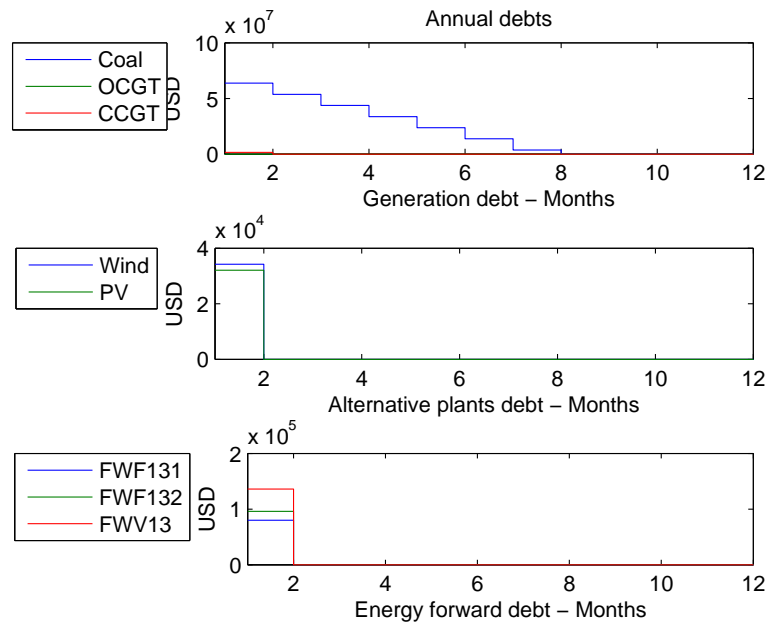 Annual debts
x 10^7
Coal
OCGT
CCGT
USD
10
5
0
2 4 6 8 10 12
Generation debt − Months
x 10^4
Wind
PV
USD
4
2
0
2 4 6 8 10 12
Alternative plants debt − Months
x 10^5
FWF131
FWF132
FWV13
USD
2
1
0
2 4 6 8 10 12
Energy forward debt − Months